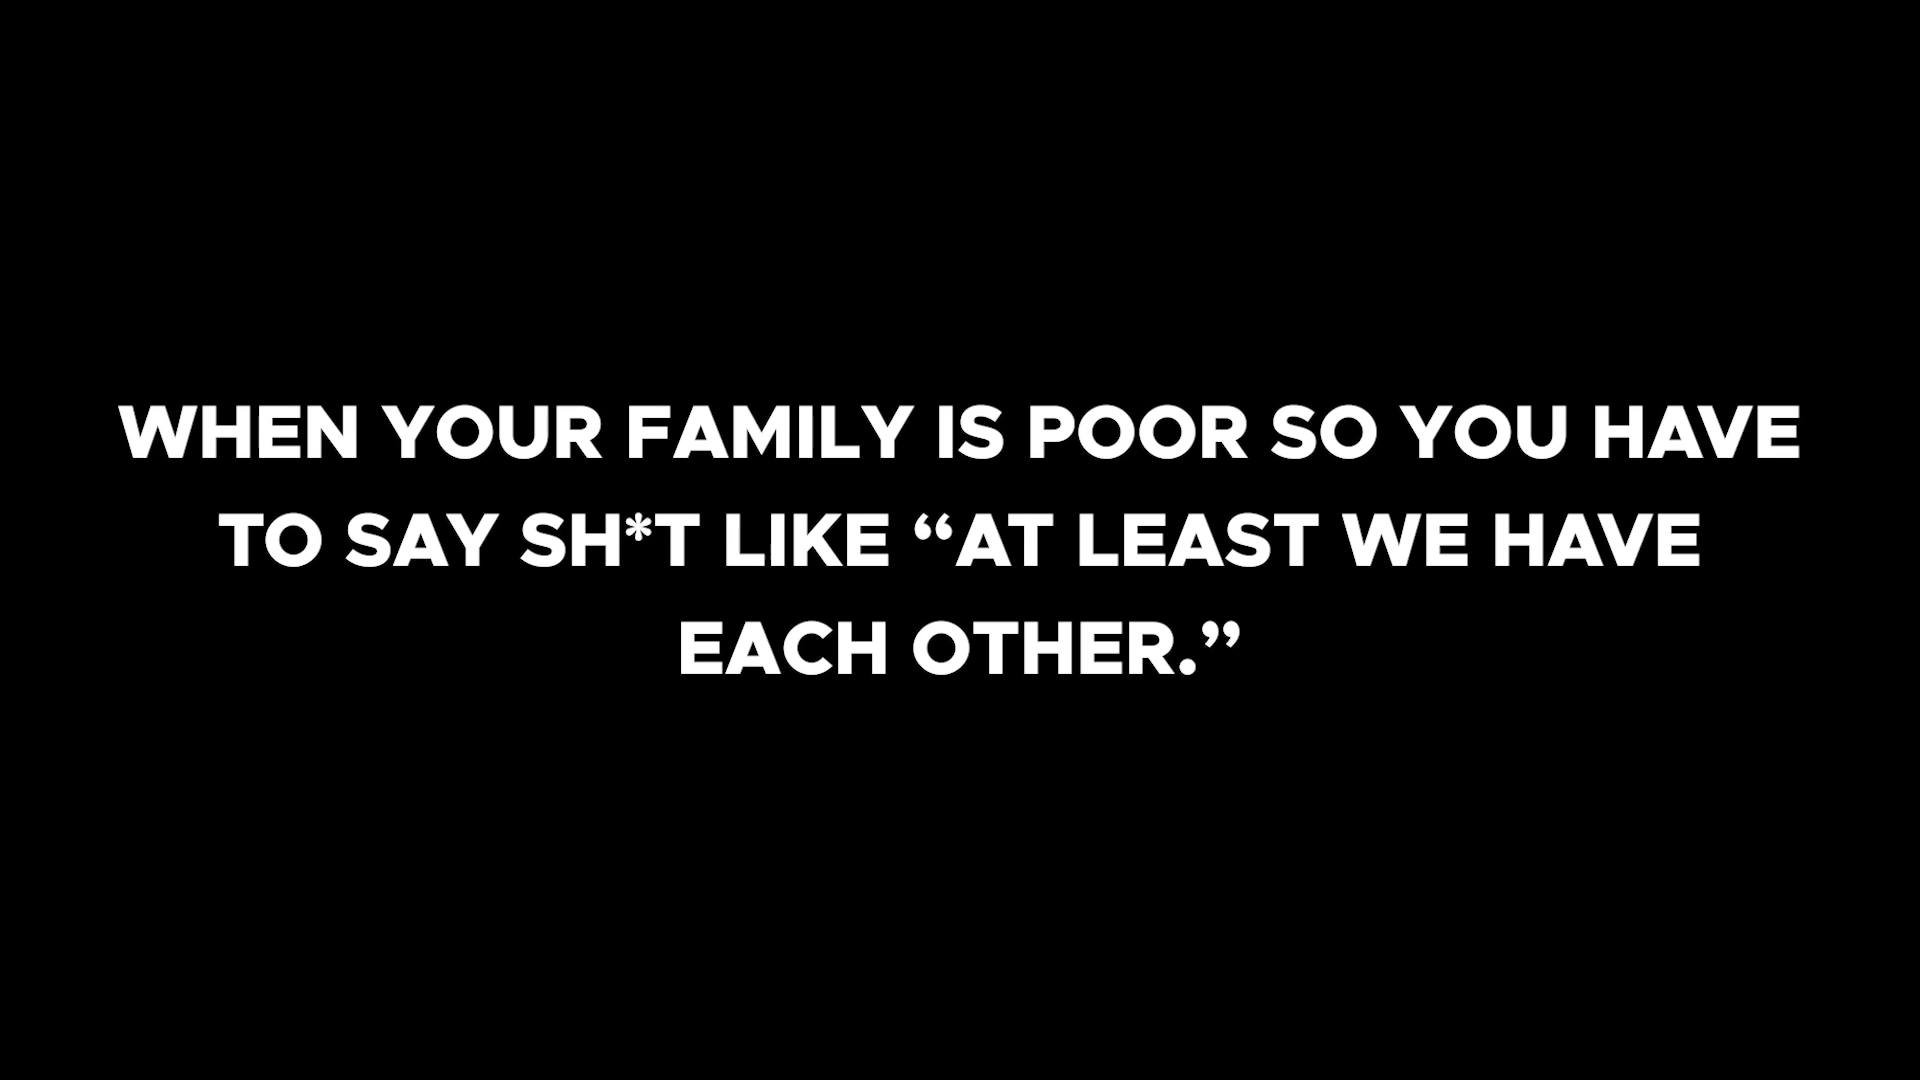 WHEN YOUR FAMILY IS POOR SO YOU HAVE
TO SAY SH*T LIKE “AT LEAST WE HAVE
EACH OTHER.”